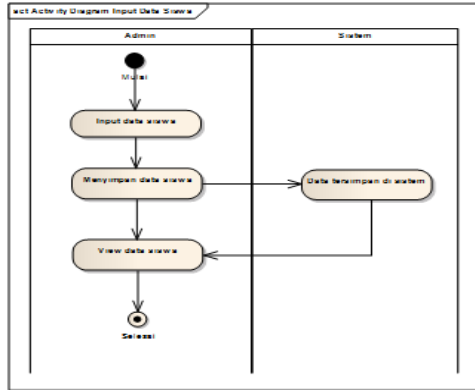 act Activity Diagram Input Data Siswa
Admin
Sistem
Mulai
Input data siswa
Menyimpan data siswa
Data tersimpan di sistem
View data siswa
Selesai